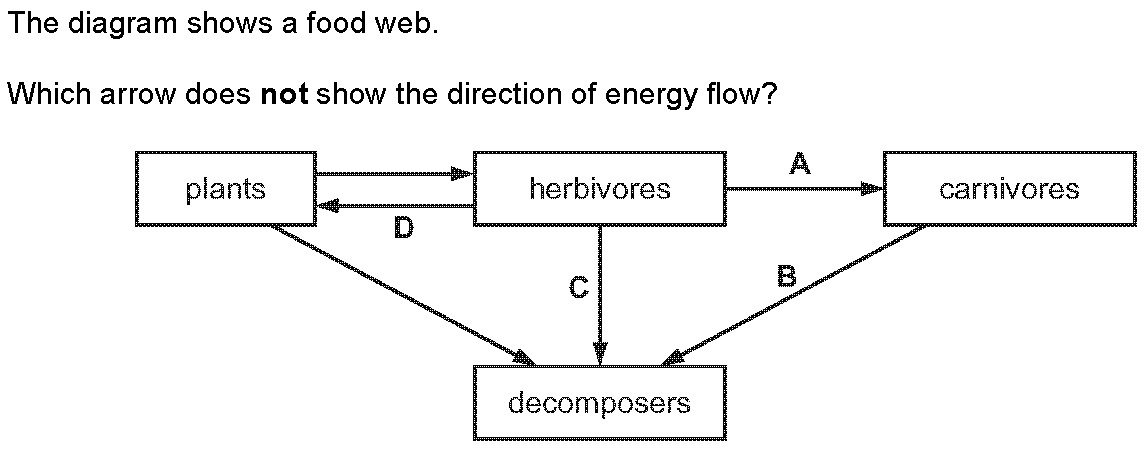 The diagram shows a food web.
Which arrow does not show the direction of energy flow?
plants
herbivores
A
carnivores
D
C
B
decomposers